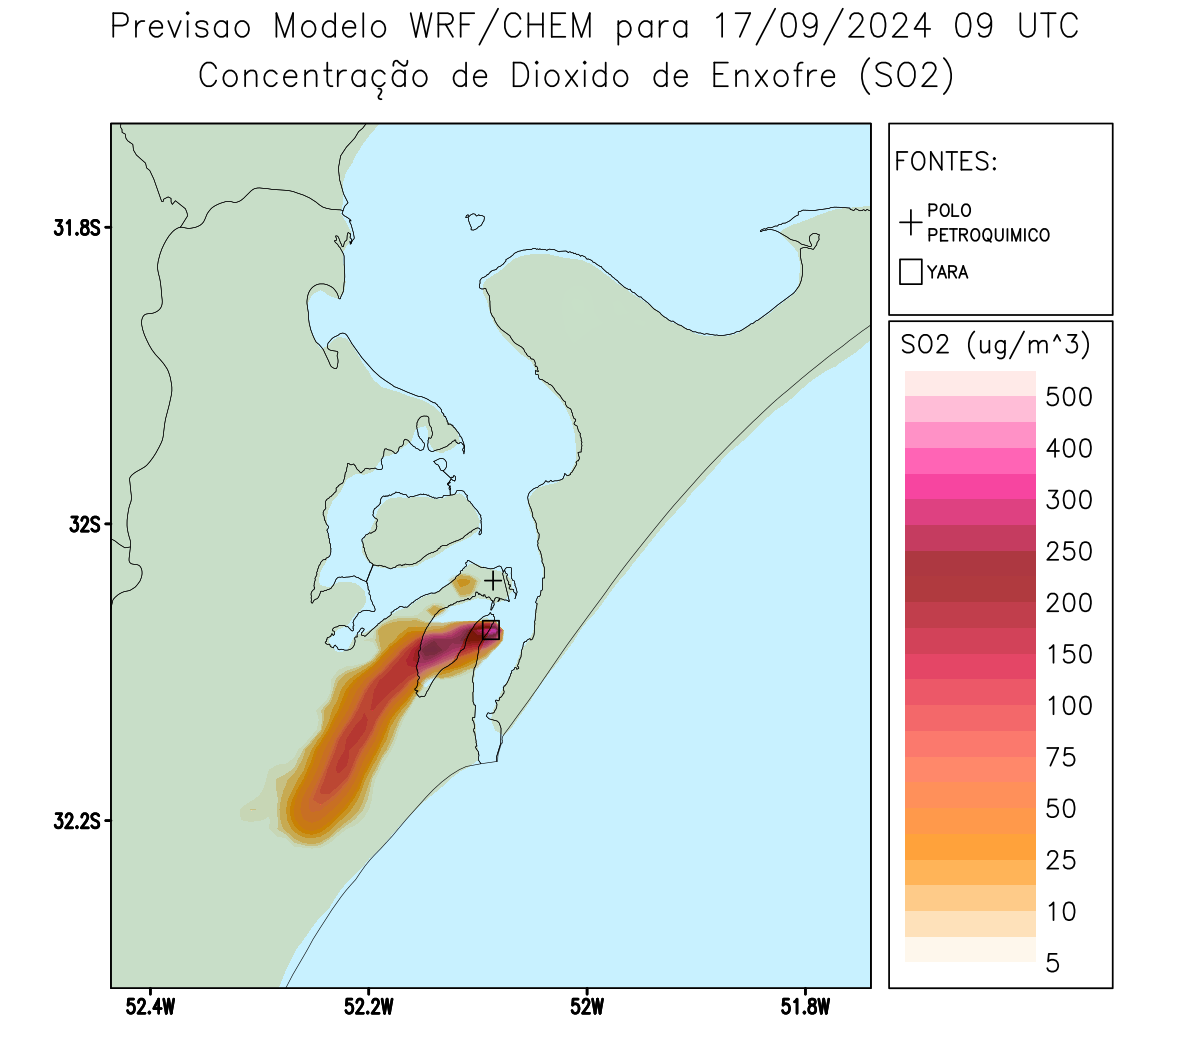 Previsao Modelo WRF/CHEM para 17/09/2024 09 UTC
Concentração de Dioxido de Enxofre (SO2)
FONTES:
POLO
PETROQUIMICO
YARA
31.8S
32S
32.2S
52.4W
52.2W
52W
51.8W
SO2 (ug/m^3)
500
400
300
250
200
150
100
75
50
25
10
5